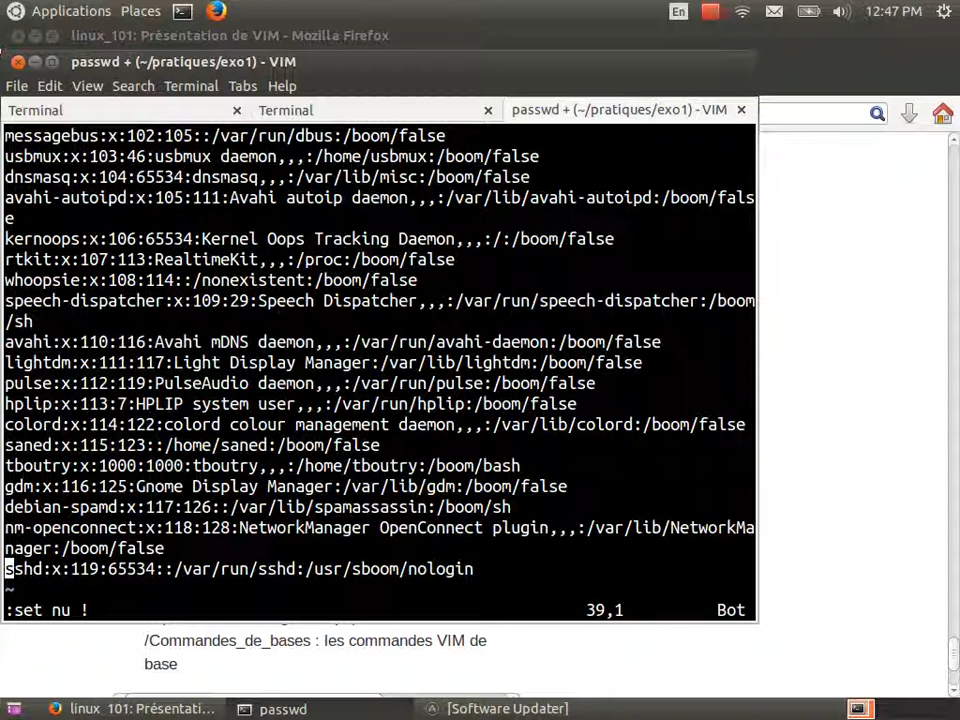 Applications Places En 12:47 PM
linux_101: Présentation de VIM - Mozilla Firefox
passwd + (~/pratiques/exo1) - VIM
File Edit View Search Terminal Tabs Help
Terminal × Terminal × passwd + (~/pratiques/exo1) - VIM ×
messagebus:x:102:105::/var/run/dbus:/boom/false
usbmux:x:103:46:usbmux daemon,,,:/home/usbmux:/boom/false
dnsmasq:x:104:65534:dnsmasq,,,:/var/lib/misc:/boom/false
avahi-autoipd:x:105:111:Avahi autoip daemon,,,:/var/lib/avahi-autoipd:/boom/fals
e
kernoops:x:106:65534:Kernel Oops Tracking Daemon,,,:/:/boom/false
rtkit:x:107:113:RealtimeKit,,,:/proc:/boom/false
whoopsie:x:108:114::/nonexistent:/boom/false
speech-dispatcher:x:109:29:Speech Dispatcher,,,:/var/run/speech-dispatcher:/boom
/sh
avahi:x:110:116:Avahi mDNS daemon,,,:/var/run/avahi-daemon:/boom/false
lightdm:x:111:117:Light Display Manager:/var/lib/lightdm:/boom/false
pulse:x:112:119:PulseAudio daemon,,,:/var/run/pulse:/boom/false
hplip:x:113:7:HPLIP system user,,,:/var/run/hplip:/boom/false
colord:x:114:122:colord colour management daemon,,,:/var/lib/colord:/boom/false
saned:x:115:123::/home/saned:/boom/false
tboutry:x:1000:1000:tboutry,,,:/home/tboutry:/boom/bash
gdm:x:116:125:Gnome Display Manager:/var/lib/gdm:/boom/false
debian-spamd:x:117:126::/var/lib/spamassassin:/boom/sh
nm-openconnect:x:118:128:NetworkManager OpenConnect plugin,,,:/var/lib/NetworkMa
nager:/boom/false
sshd:x:119:65534::/var/run/sshd:/usr/sboom/nologin
~
:set nu ! 39,1 Bot
/Commandes_de_bases : les commandes VIM de
base
linux_101: Présentati... passwd [Software Updater]